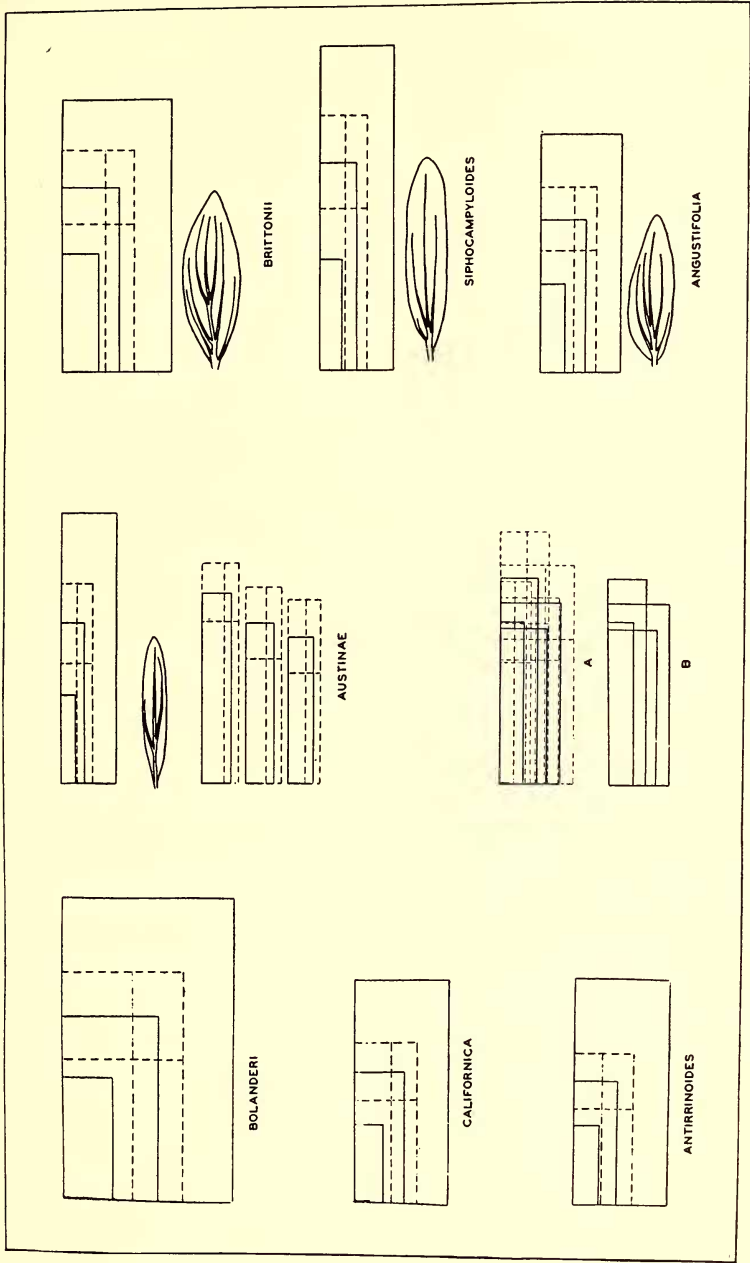 BOLANDERI
AUSTINAE
BRITTONII
CALIFORNICA
SIPHOCAMPYLOIDES
A
ANTIRRINOIDES
B
ANGUSTIFOLIA